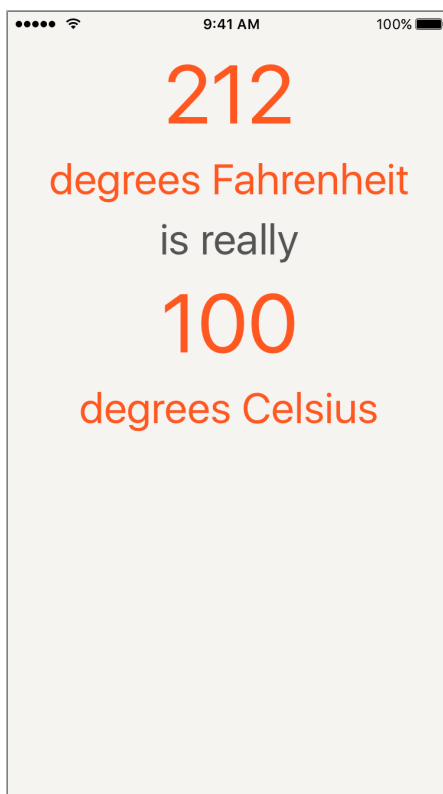 9:41 AM 100%
212
degrees Fahrenheit
is really
100
degrees Celsius